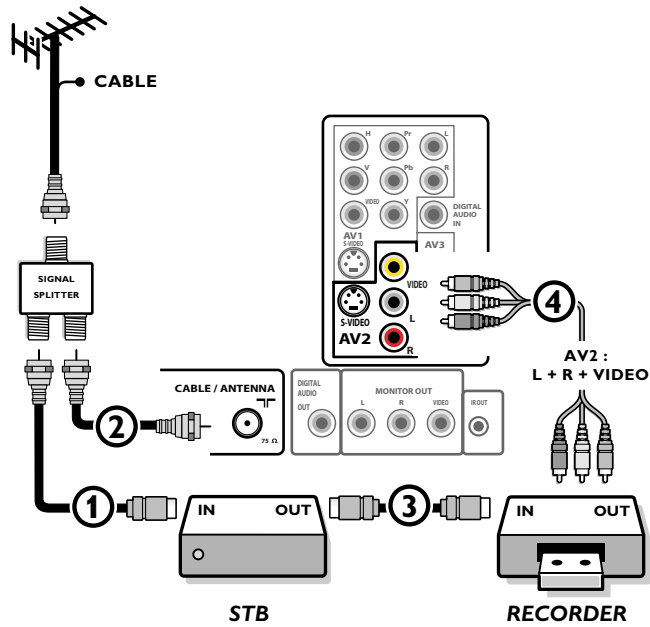 CABLE
H
Pr
L
V
Pb
R
VIDEO
Y
DIGITAL
AUDIO
IN
AV1
S-VIDEO
AV3
SIGNAL
SPLITTER
VIDEO
L
S-VIDEO
AV2
R
4
AV2 :
L + R + VIDEO
CABLE / ANTENNA
75 Ω
DIGITAL
AUDIO
OUT
MONITOR OUT
L
R
VIDEO
IR OUT
2
1
IN
OUT
3
IN
OUT
STB
RECORDER